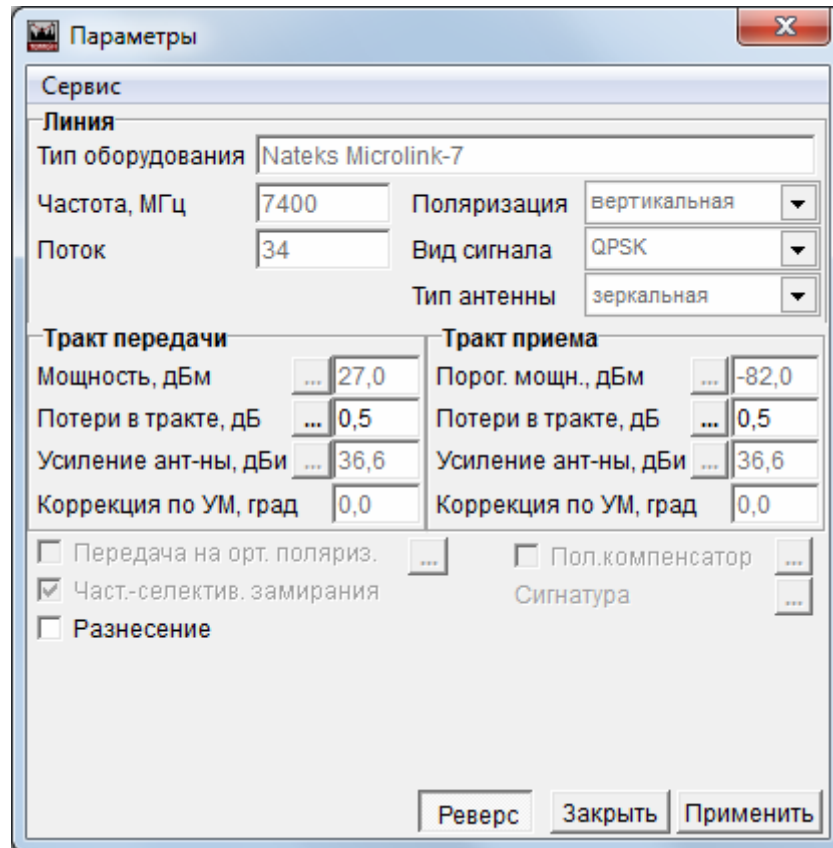 Параметры
Сервис
Линия
Тип оборудования Nateks Microlink-7
Частота, МГц 7400 Поляризация вертикальная
Поток 34 Вид сигнала QPSK
Тип антенны зеркальная
Тракт передачи Тракт приема
Мощность, дБм ... 27,0 Порог. мощн., дБм ... -82,0
Потери в тракте, дБ ... 0,5 Потери в тракте, дБ ... 0,5
Усиление ант-ны, дБи ... 36,6 Усиление ант-ны, дБи ... 36,6
Коррекция по УМ, град 0,0 Коррекция по УМ, град 0,0
Передача на орт. поляриз. ... Пол.компенсатор ...
Част.-селектив. замирания Сигнатура ...
Разнесение
Реверс Закрыть Применить